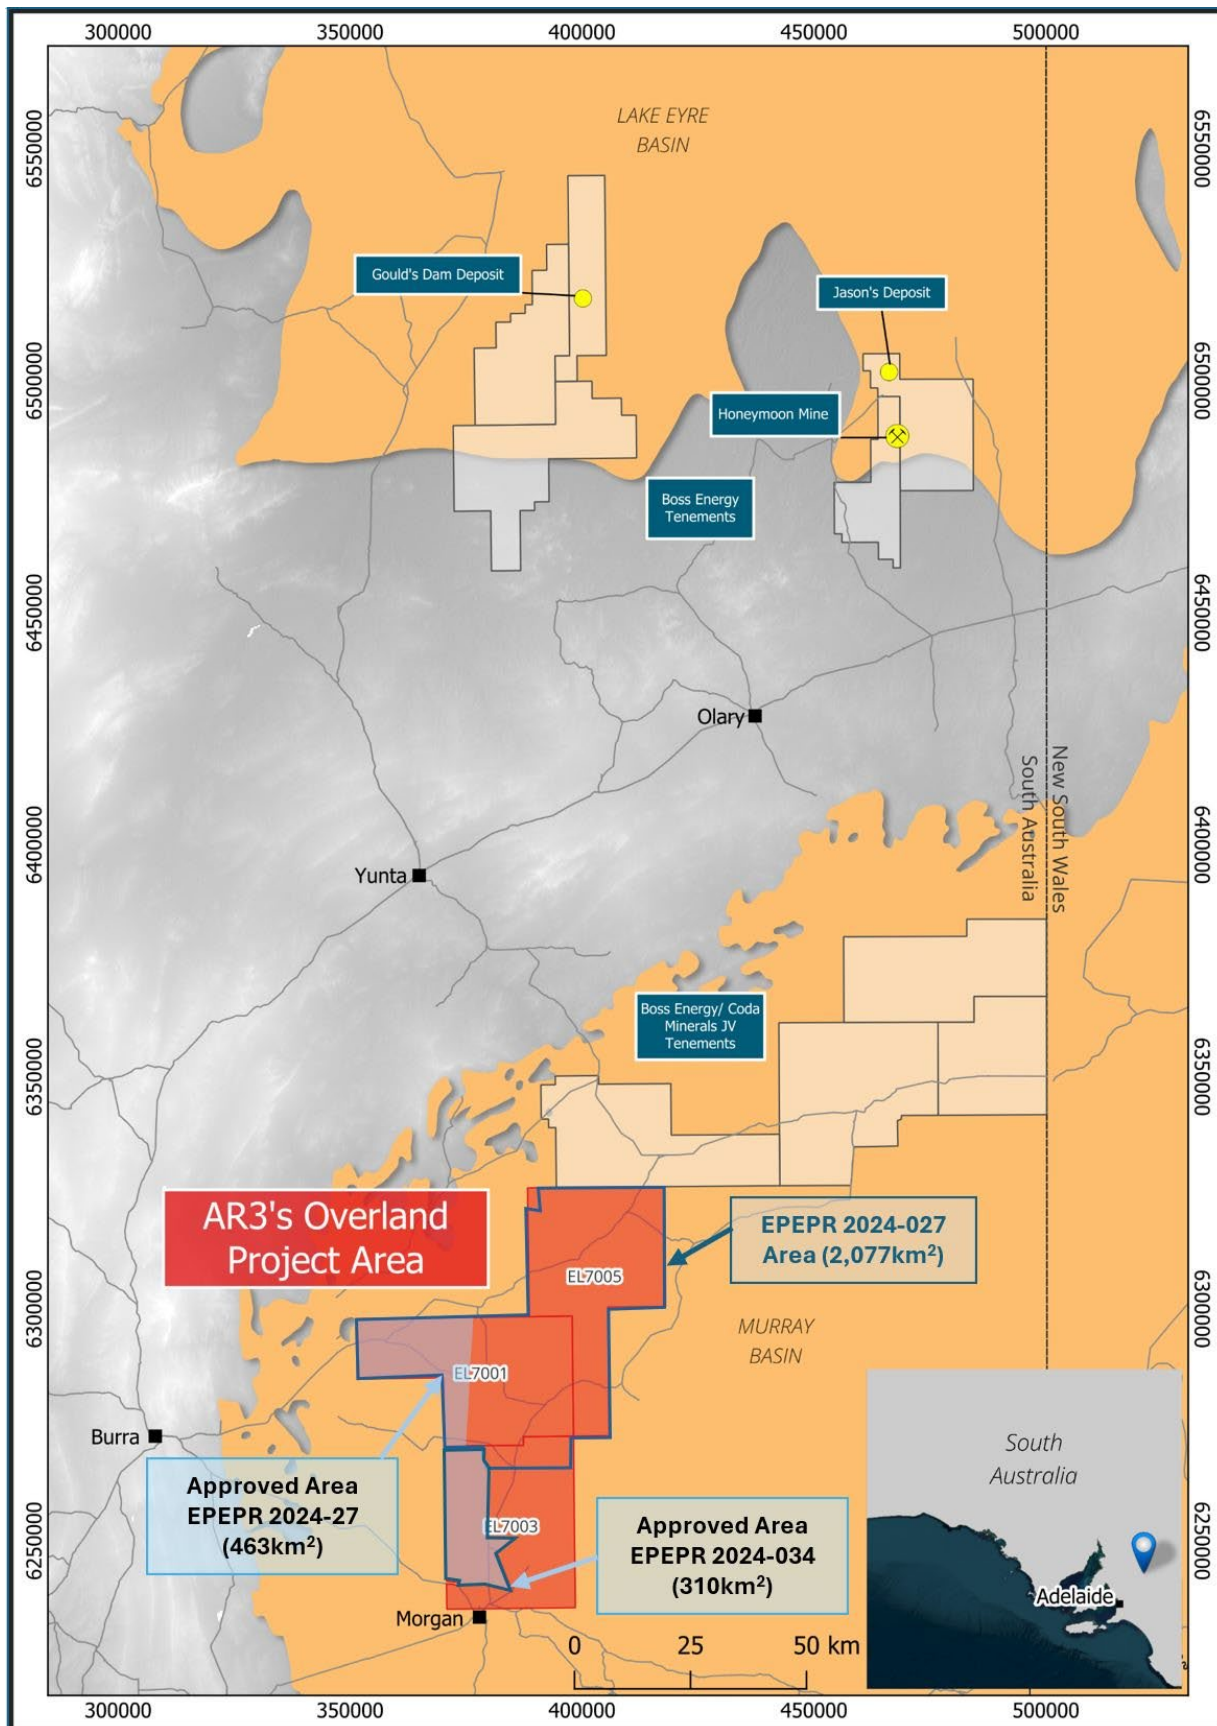 300000 350000 400000 450000 500000
6550000
6500000
6450000
6400000
6350000
6300000
6250000
6550000
6500000
6450000
6400000
6350000
6300000
6250000
LAKE EYRE
BASIN
Gould's Dam Deposit
Jason's Deposit
Honeymoon Mine
Boss Energy
Tenements
Olary
New South Wales
South Australia
Yunta
Boss Energy/ Coda
Minerals JV
Tenements
AR3's Overland
Project Area
EPEPR 2024-027
Area (2,077km²)
EL7005
MURRAY
BASIN
EL7001
Burra
Approved Area
EPEPR 2024-27
(463km²)
EL7003
Approved Area
EPEPR 2024-034
(310km²)
Morgan
0 25 50 km
South
Australia
Adelaide
300000 350000 400000 450000 500000